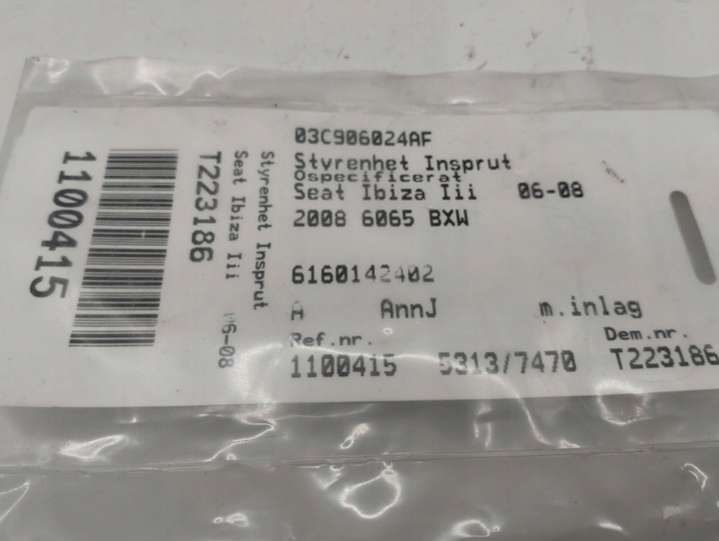 03C906024AF
Styrenhet Insprut
Ospecificerat
Seat Ibiza Iii 06-08
2008 6065 BXW
6160142402
A AnnJ m.inlag
Ref.nr. Dem.nr.
1100415 5313/7470 T223186
Styrenhet Insprut
Seat Ibiza Iii 06-08
T223186
1100415